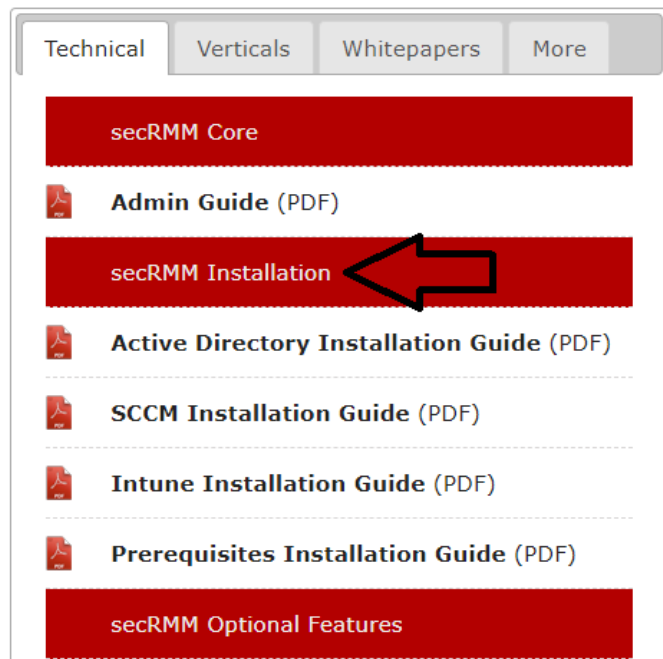 Technical Verticals Whitepapers More
secRMM Core
Admin Guide (PDF)
secRMM Installation
Active Directory Installation Guide (PDF)
SCCM Installation Guide (PDF)
Intune Installation Guide (PDF)
Prerequisites Installation Guide (PDF)
secRMM Optional Features